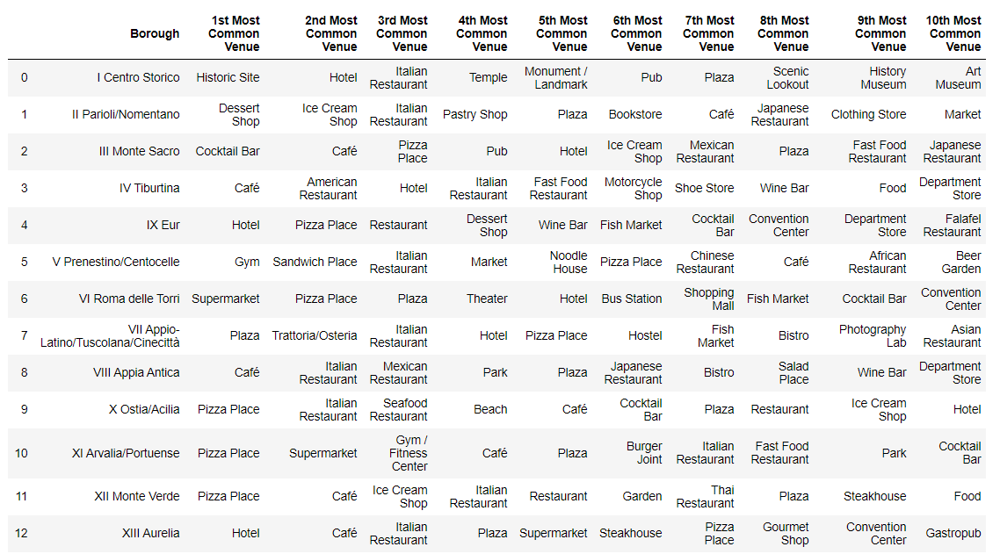 Borough 1st Most Common Venue 2nd Most Common Venue 3rd Most Common Venue 4th Most Common Venue 5th Most Common Venue 6th Most Common Venue 7th Most Common Venue 8th Most Common Venue 9th Most Common Venue 10th Most Common Venue
0 I Centro Storico Historic Site Hotel Italian Restaurant Temple Monument / Landmark Pub Plaza Scenic Lookout History Museum Art Museum
1 II Parioli/Nomentano Dessert Shop Ice Cream Shop Italian Restaurant Pastry Shop Plaza Bookstore Café Japanese Restaurant Clothing Store Market
2 III Monte Sacro Cocktail Bar Café Pizza Place Pub Hotel Ice Cream Shop Mexican Restaurant Plaza Fast Food Restaurant Japanese Restaurant
3 IV Tiburtina Café American Restaurant Hotel Italian Restaurant Fast Food Restaurant Motorcycle Shop Shoe Store Wine Bar Food Department Store
4 IX Eur Hotel Pizza Place Restaurant Dessert Shop Wine Bar Fish Market Cocktail Bar Convention Center Department Store Falafel Restaurant
5 V Prenestino/Centocelle Gym Sandwich Place Italian Restaurant Market Noodle House Pizza Place Chinese Restaurant Café African Restaurant Beer Garden
6 VI Roma delle Torri Supermarket Pizza Place Plaza Theater Hotel Bus Station Shopping Mall Fish Market Cocktail Bar Convention Center
7 VII Appio-Latino/Tuscolana/Cinecittà Plaza Trattoria/Osteria Italian Restaurant Hotel Pizza Place Hostel Fish Market Bistro Photography Lab Asian Restaurant
8 VIII Appia Antica Café Italian Restaurant Mexican Restaurant Park Plaza Japanese Restaurant Bistro Salad Place Wine Bar Department Store
9 X Ostia/Acilia Pizza Place Italian Restaurant Seafood Restaurant Beach Café Cocktail Bar Plaza Restaurant Ice Cream Shop Hotel
10 XI Arvalia/Portuense Pizza Place Supermarket Gym / Fitness Center Café Plaza Burger Joint Italian Restaurant Fast Food Restaurant Park Cocktail Bar
11 XII Monte Verde Pizza Place Café Ice Cream Shop Italian Restaurant Restaurant Garden Thai Restaurant Plaza Steakhouse Food
12 XIII Aurelia Hotel Café Italian Restaurant Plaza Supermarket Steakhouse Pizza Place Gourmet Shop Convention Center Gastropub